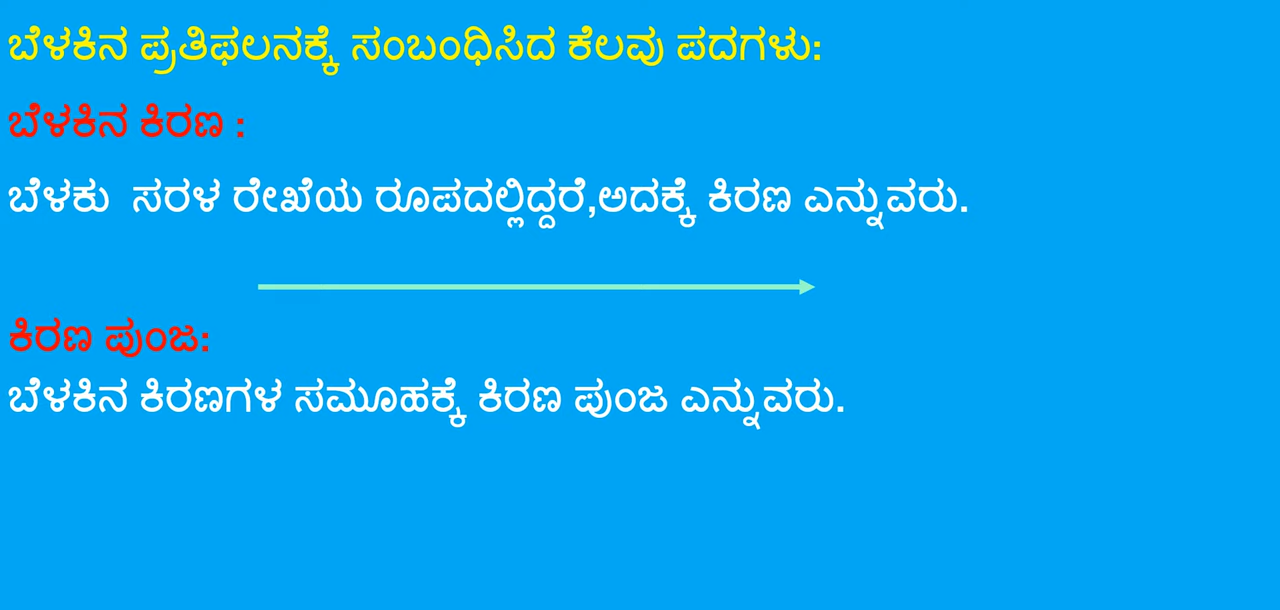 ಬೆಳಕಿನ ಪ್ರತಿಫಲನಕ್ಕೆ ಸಂಬಂಧಿಸಿದ ಕೆಲವು ಪದಗಳು:
ಬೆಳಕಿನ ಕಿರಣ :
ಬೆಳಕು ಸರಳ ರೇಖೆಯ ರೂಪದಲ್ಲಿದ್ದರೆ,ಅದಕ್ಕೆ ಕಿರಣ ಎನ್ನುವರು.
ಕಿರಣ ಪುಂಜ:
ಬೆಳಕಿನ ಕಿರಣಗಳ ಸಮೂಹಕ್ಕೆ ಕಿರಣ ಪುಂಜ ಎನ್ನುವರು.